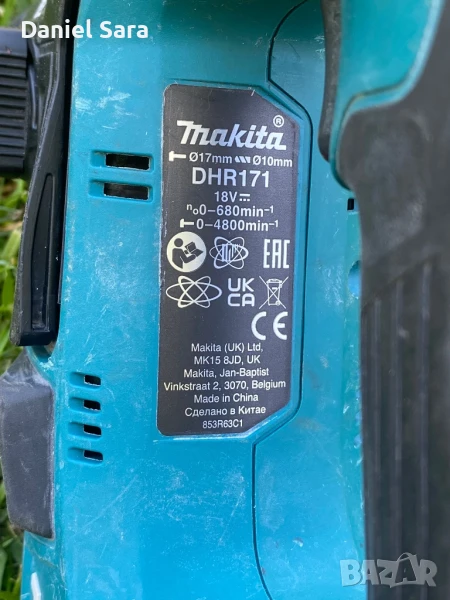 Daniel Sara
makita®
Ø17mm Ø10mm
DHR171
18V⎓
n₀0–680min⁻¹
0–4800min⁻¹
EAC
UK
CA
CE
Makita (UK) Ltd,
MK15 8JD, UK
Makita, Jan-Baptist
Vinkstraat 2, 3070, Belgium
Made in China
Сделано в Китае
853R63C1
BAZAR